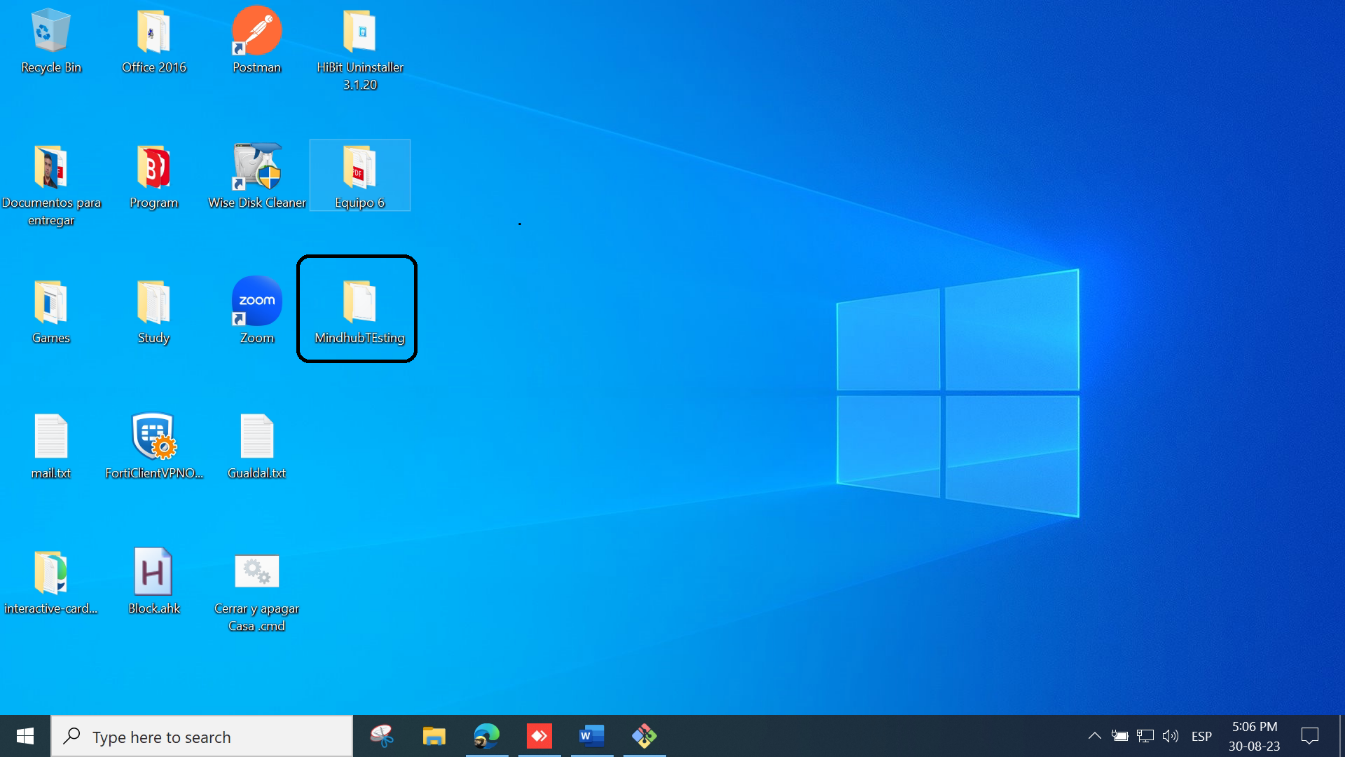 Recycle Bin
Office 2016
Postman
HiBit Uninstaller
3.1.20
Documentos para
entregar
Program
Wise Disk Cleaner
PDF
Equipo 6
Games
Study
zoom
Zoom
MindhubTEsting
mail.txt
FortiClientVPNO...
Gualdal.txt
interactive-card...
H
Block.ahk
Cerrar y apagar
Casa .cmd
Type here to search
W
ESP
5:06 PM
30-08-23